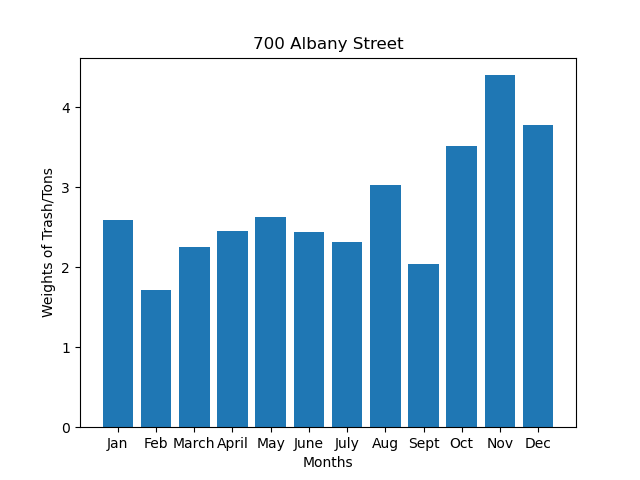 700 Albany Street
Weights of Trash/Tons
4
3
2
1
0
Jan Feb March April May June July Aug Sept Oct Nov Dec
Months